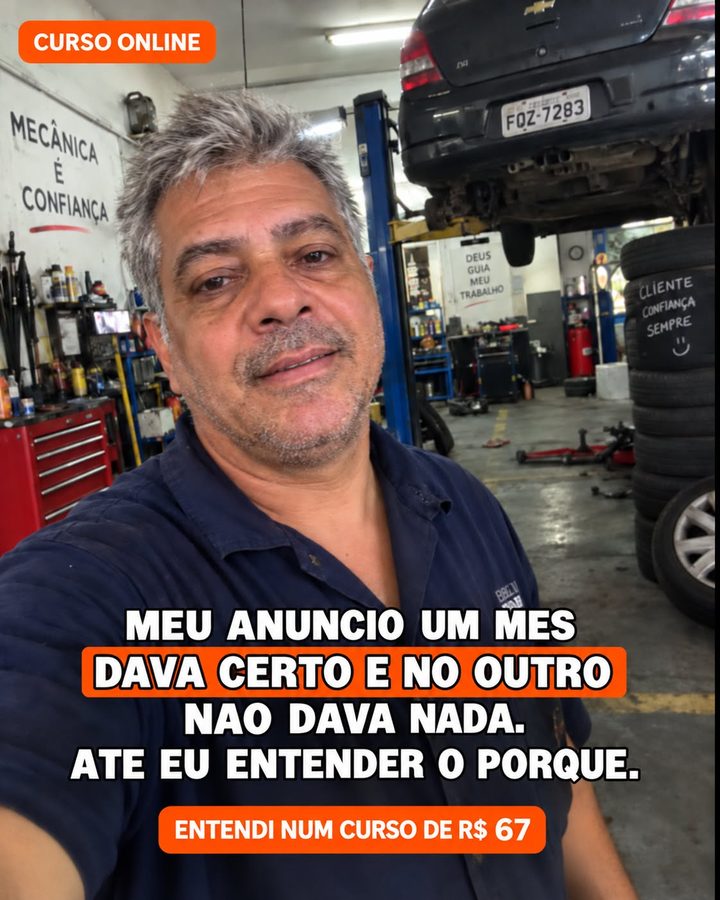 CURSO ONLINE
MECÂNICA
É
CONFIANÇA
FQZ-7283
DEUS
GUIA
MEU
TRABALHO
CLIENTE
CONFIANÇA
SEMPRE
MEU ANUNCIO UM MES
DAVA CERTO E NO OUTRO
NAO DAVA NADA.
ATE EU ENTENDER O PORQUE.
ENTENDI NUM CURSO DE R$ 67